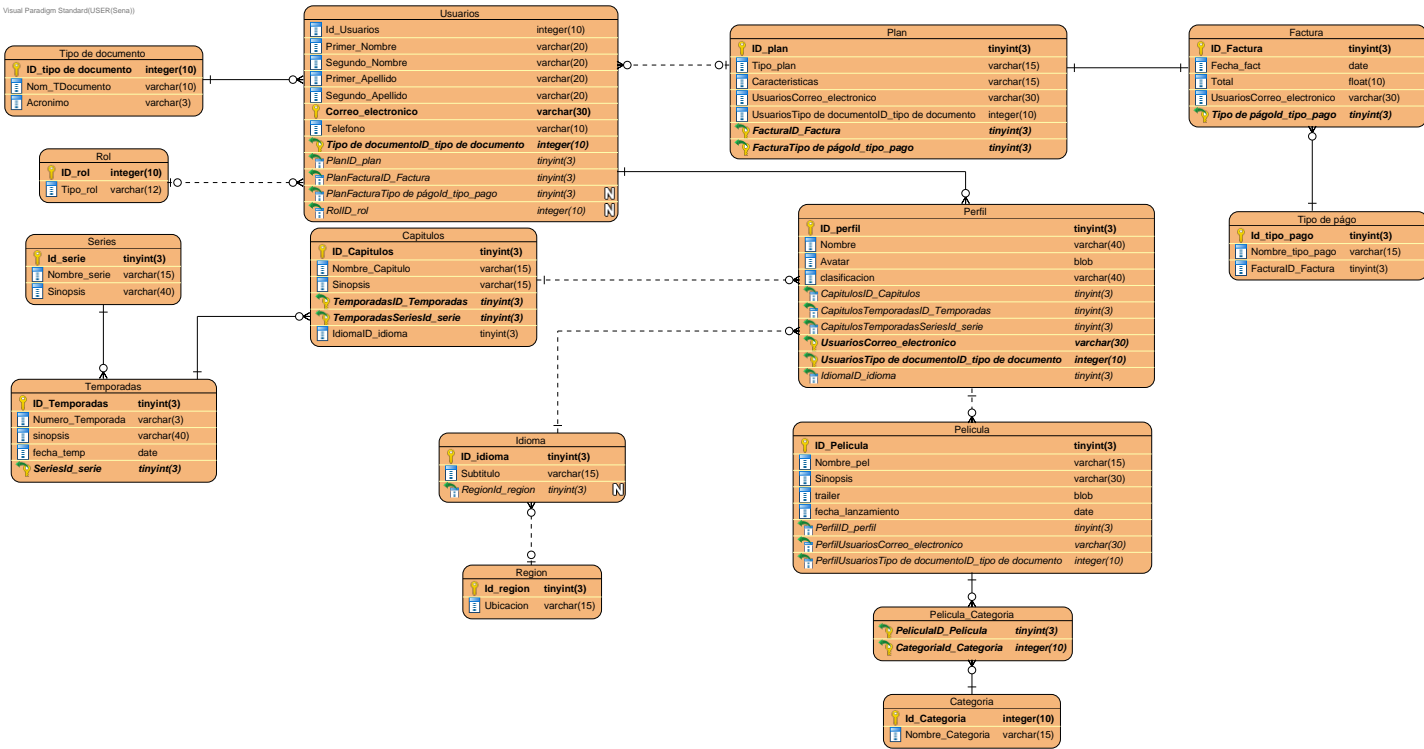 Visual Paradigm Standard(USER(Sena))
Usuarios
Id_Usuarios integer(10)
Primer_Nombre varchar(20)
Segundo_Nombre varchar(20)
Primer_Apellido varchar(20)
Segundo_Apellido varchar(20)
Correo_electronico varchar(30)
Telefono varchar(10)
Tipo de documentoID_tipo de documento integer(10)
PlanID_plan tinyint(3)
PlanFacturaID_Factura tinyint(3)
PlanFacturaTipo de págoId_tipo_pago tinyint(3) N
RolID_rol integer(10) N
Plan
ID_plan tinyint(3)
Tipo_plan varchar(15)
Caracteristicas varchar(15)
UsuariosCorreo_electronico varchar(30)
UsuariosTipo de documentoID_tipo de documento integer(10)
FacturaID_Factura tinyint(3)
FacturaTipo de págoId_tipo_pago tinyint(3)
Factura
ID_Factura tinyint(3)
Fecha_fact date
Total float(10)
UsuariosCorreo_electronico varchar(30)
Tipo de págoId_tipo_pago tinyint(3)
Tipo de documento
ID_tipo de documento integer(10)
Nom_TDocumento varchar(10)
Acronimo varchar(3)
Rol
ID_rol integer(10)
Tipo_rol varchar(12)
Tipo de págo
Id_tipo_pago tinyint(3)
Nombre_tipo_pago varchar(15)
FacturaID_Factura tinyint(3)
Series
Id_serie tinyint(3)
Nombre_serie varchar(15)
Sinopsis varchar(40)
Capitulos
ID_Capitulos tinyint(3)
Nombre_Capitulo varchar(15)
Sinopsis varchar(15)
TemporadasID_Temporadas tinyint(3)
TemporadasSeriesId_serie tinyint(3)
IdiomaID_idioma tinyint(3)
Perfil
ID_perfil tinyint(3)
Nombre varchar(40)
Avatar blob
clasificacion varchar(40)
CapitulosID_Capitulos tinyint(3)
CapitulosTemporadasID_Temporadas tinyint(3)
CapitulosTemporadasSeriesId_serie tinyint(3)
UsuariosCorreo_electronico varchar(30)
UsuariosTipo de documentoID_tipo de documento integer(10)
IdiomaID_idioma tinyint(3)
Temporadas
ID_Temporadas tinyint(3)
Numero_Temporada varchar(3)
sinopsis varchar(40)
fecha_temp date
SeriesId_serie tinyint(3)
Idioma
ID_idioma tinyint(3)
Subtitulo varchar(15)
RegionId_region tinyint(3) N
Pelicula
ID_Pelicula tinyint(3)
Nombre_pel varchar(15)
Sinopsis varchar(30)
trailer blob
fecha_lanzamiento date
PerfilID_perfil tinyint(3)
PerfilUsuariosCorreo_electronico varchar(30)
PerfilUsuariosTipo de documentoID_tipo de documento integer(10)
Region
Id_region tinyint(3)
Ubicacion varchar(15)
Pelicula_Categoria
PeliculaID_Pelicula tinyint(3)
CategoriaId_Categoria integer(10)
Categoria
Id_Categoria integer(10)
Nombre_Categoria varchar(15)